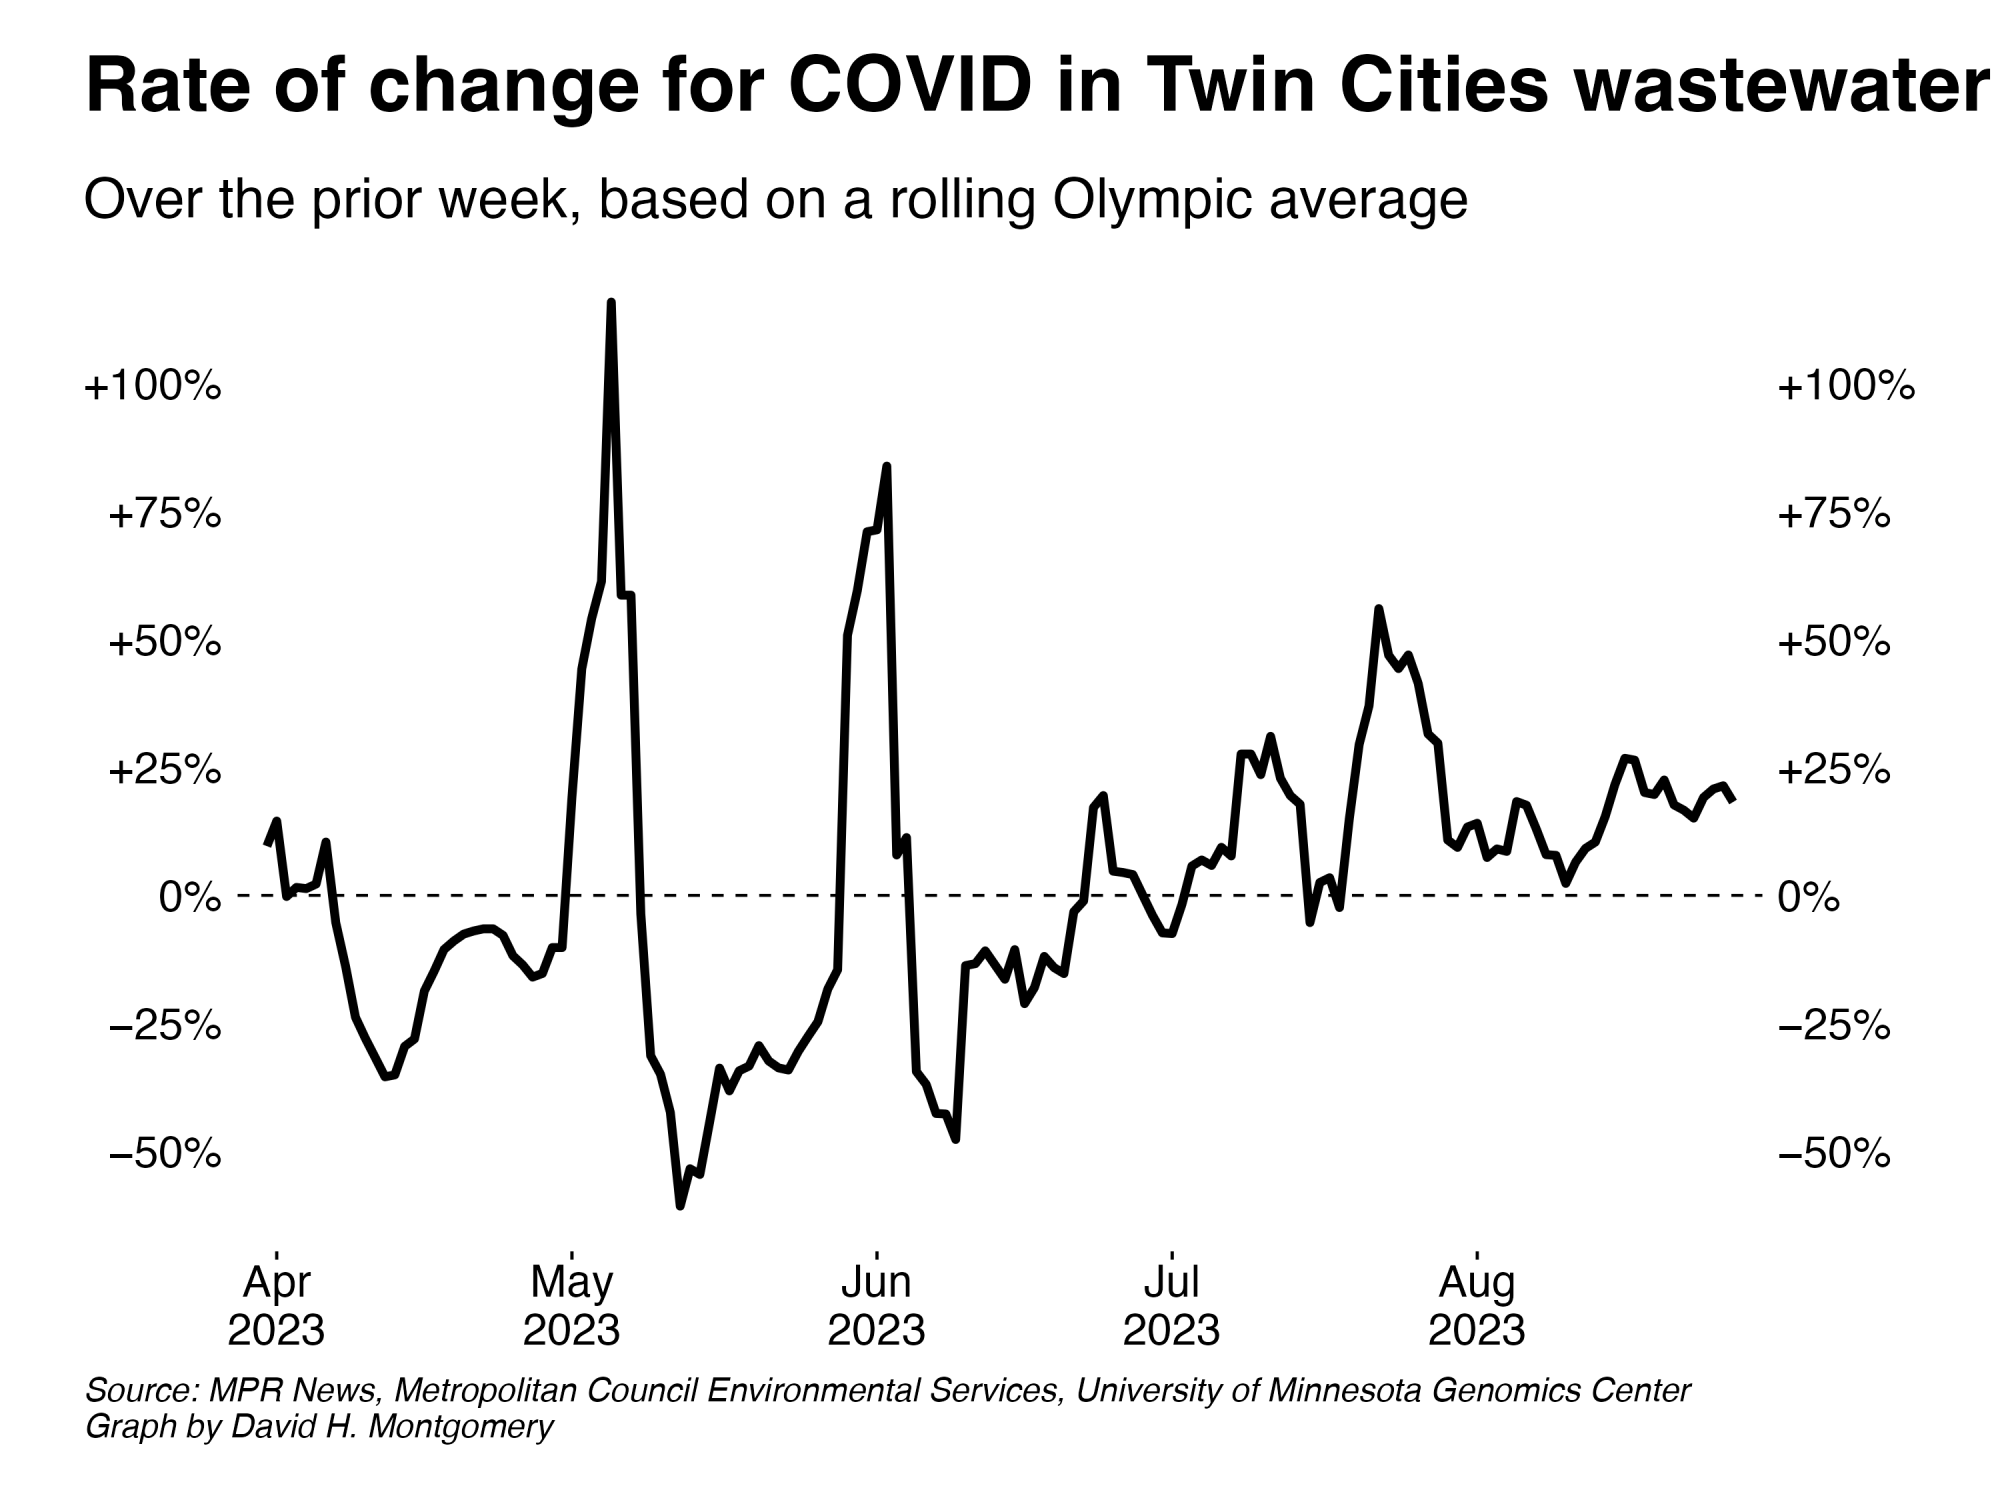 Rate of change for COVID in Twin Cities wastewater
Over the prior week, based on a rolling Olympic average
+100% +100%
+75% +75%
+50% +50%
+25% +25%
0% 0%
−25% −25%
−50% −50%
Apr May Jun Jul Aug
2023 2023 2023 2023 2023
Source: MPR News, Metropolitan Council Environmental Services, University of Minnesota Genomics Center
Graph by David H. Montgomery